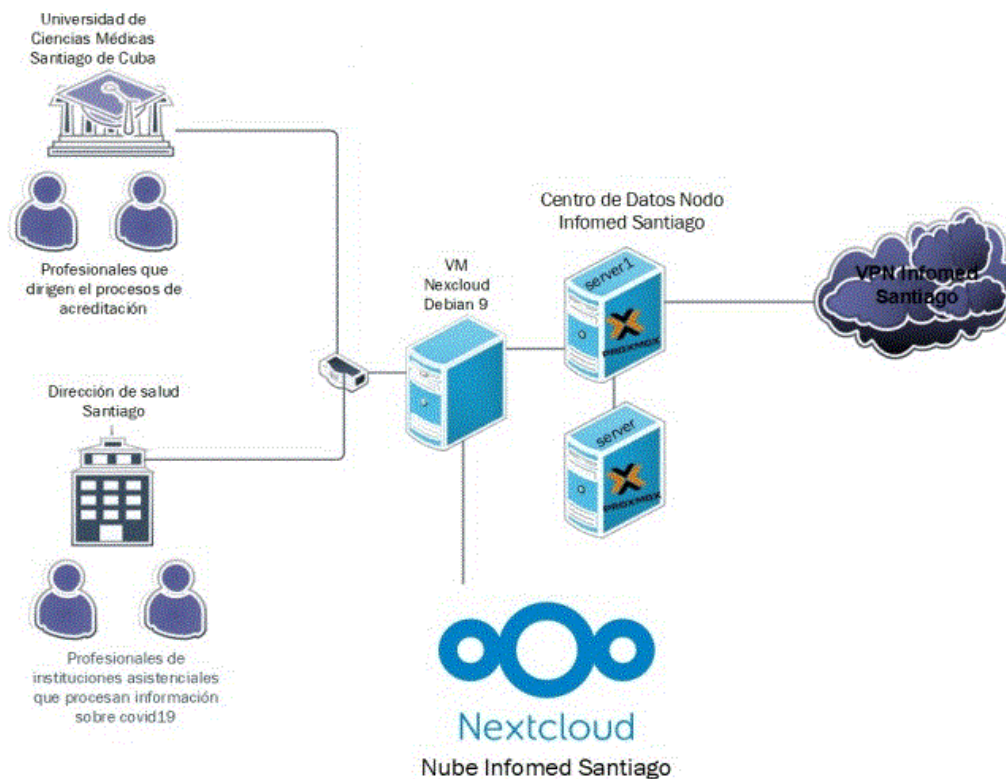 Universidad de
Ciencias Médicas
Santiago de Cuba
Profesionales que
dirigen el procesos de
acreditación
Dirección de salud
Santiago
Profesionales de
instituciones asistenciales
que procesan información
sobre covid19
VM
Nexcloud
Debian 9
Centro de Datos Nodo
Infomed Santiago
server1
PROXMOX
server
PROXMOX
VPN Infomed
Santiago
Nextcloud
Nube Infomed Santiago